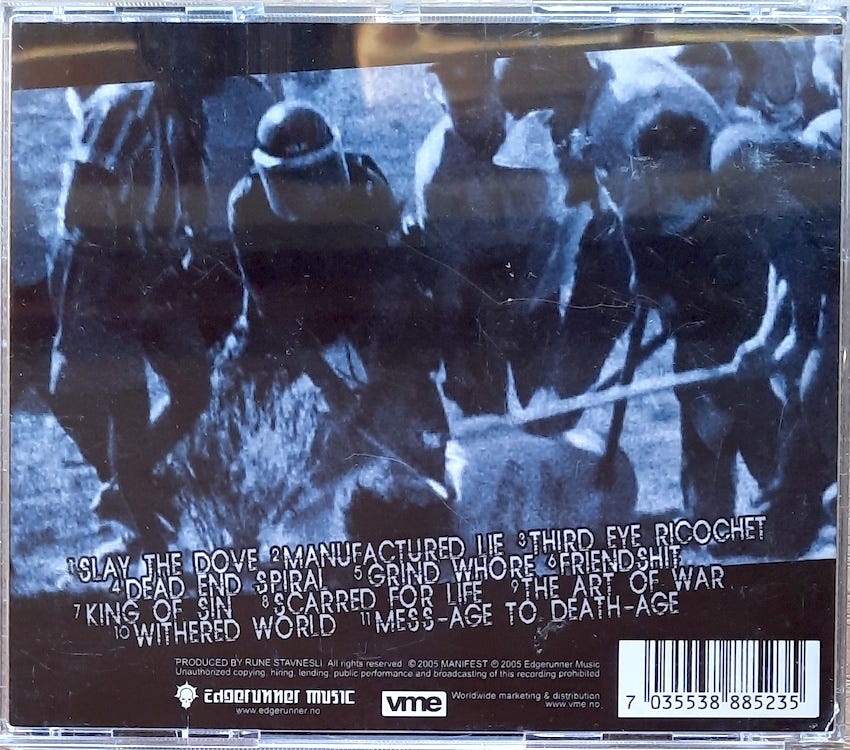 1 SLAY THE DOVE 2 MANUFACTURED LIE 3 THIRD EYE RICOCHET
4 DEAD END SPIRAL 5 GRIND WHORE 6 FRIENDSHIT
7 KING OF SIN 8 SCARRED FOR LIFE 9 THE ART OF WAR
10 WITHERED WORLD 11 MESS-AGE TO DEATH-AGE
PRODUCED BY RUNE STAVNESLI. All rights reserved. © 2005 MANIFEST ℗ 2005 Edgerunner Music
Unauthorized copying, hiring, lending, public performance and broadcasting of this recording prohibited
Edgerunner MUSIC
www.edgerunner.no
vme
Worldwide marketing & distribution
www.vme.no
7 035538 885235